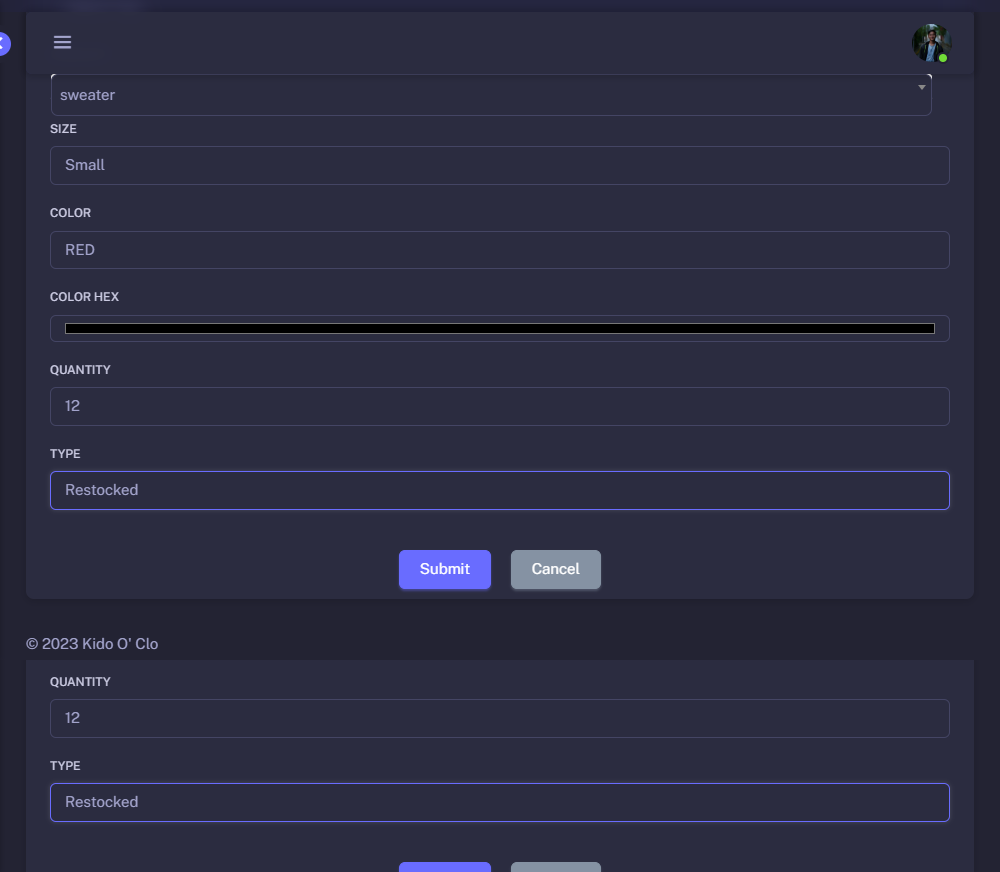 sweater
SIZE
Small
COLOR
RED
COLOR HEX
QUANTITY
12
TYPE
Restocked
Submit Cancel
© 2023 Kido O' Clo
QUANTITY
12
TYPE
Restocked